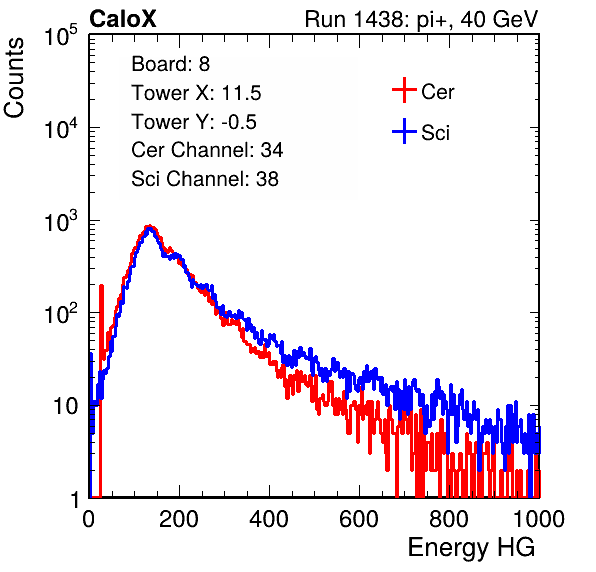 CaloX Run 1438: pi+, 40 GeV
Board: 8
Tower X: 11.5
Tower Y: -0.5
Cer Channel: 34
Sci Channel: 38
Cer
Sci
Counts
10^5
10^4
10^3
10^2
10
1
0 200 400 600 800 1000
Energy HG